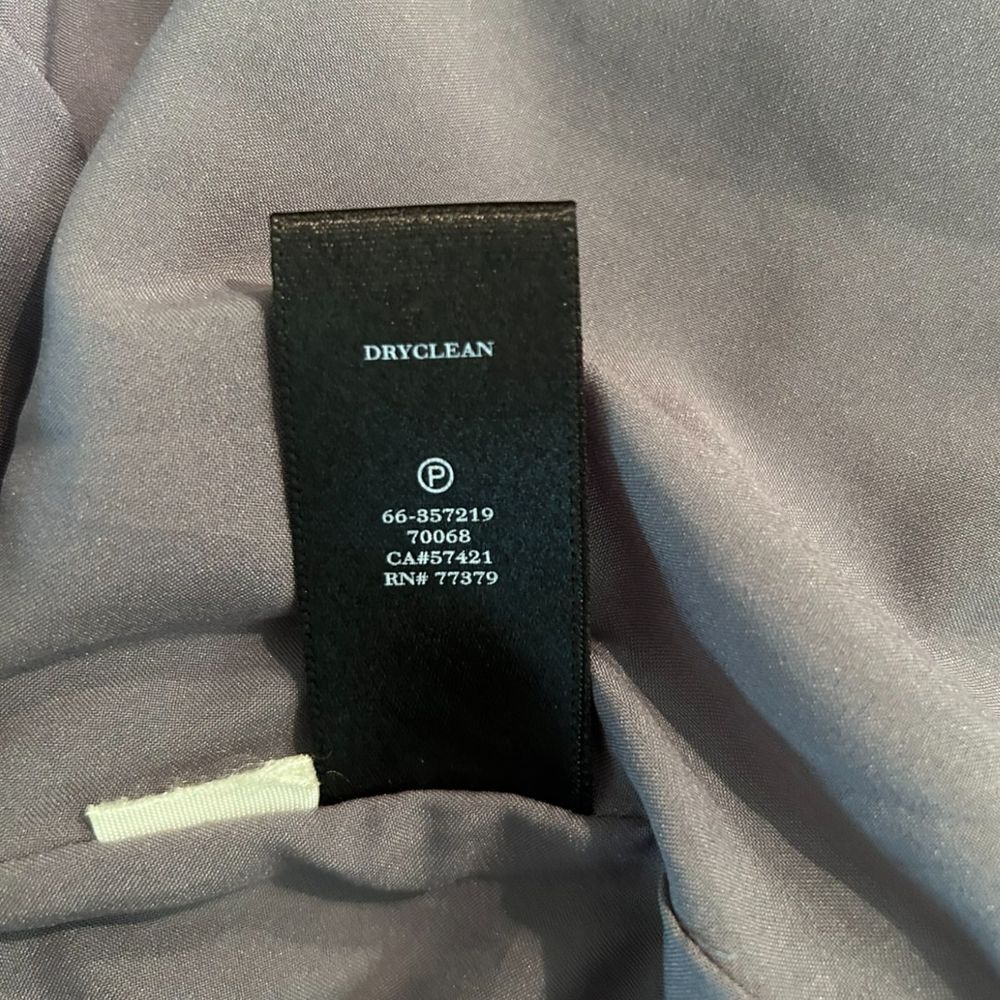 DRYCLEAN
P
66-357219
70068
CA#57421
RN# 77379